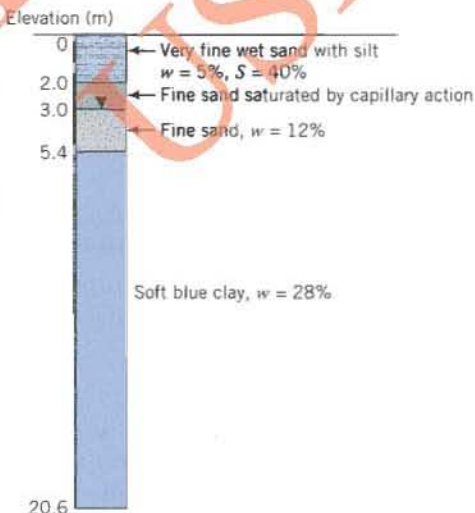 Elevation (m)
0
Very fine wet sand with silt
w = 5%, S = 40%
2.0
Fine sand saturated by capillary action
3.0
Fine sand, w = 12%
5.4
Soft blue clay, w = 28%
20.6
US